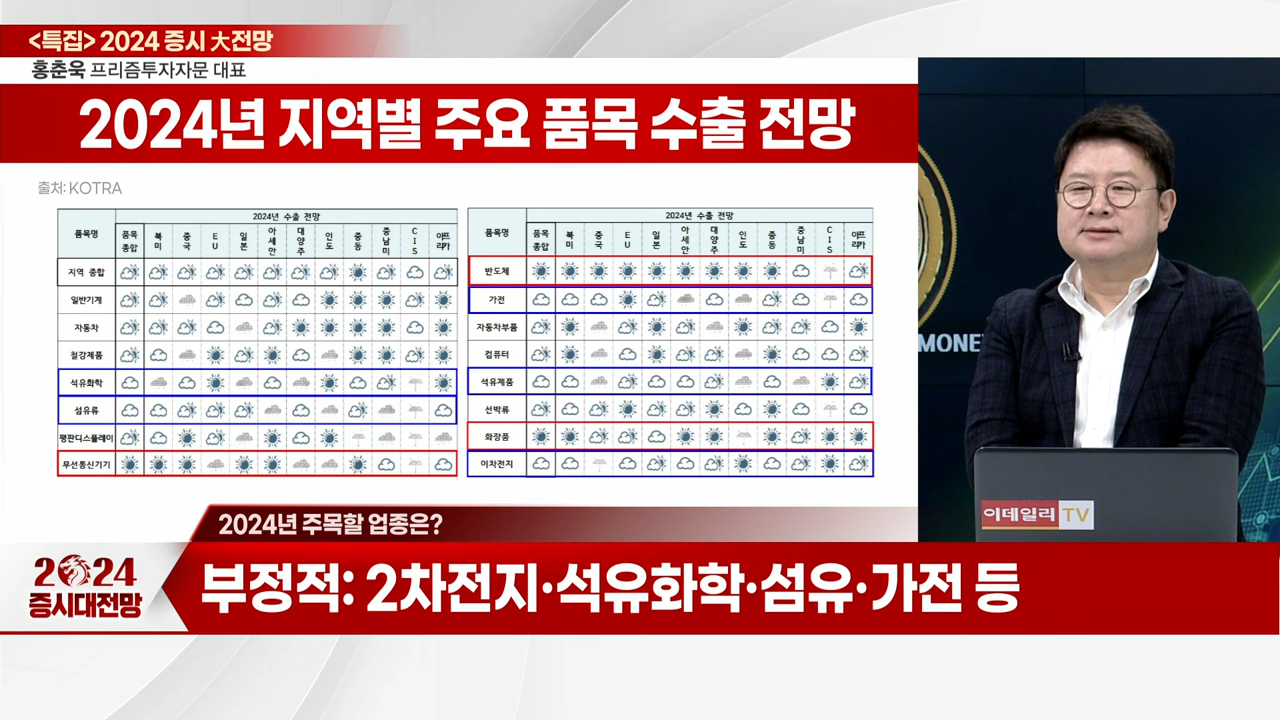 <특집> 2024 증시 大전망
홍춘욱 프리즘투자자문 대표
2024년 지역별 주요 품목 수출 전망
출처: KOTRA
품목명
2024년 수출 전망
품목종합 북미 중국 EU 일본 아세안 대양주 인도 중동 중남미 CIS 아프리카
지역 종합
일반기계
자동차
철강제품
석유화학
섬유류
평판디스플레이
무선통신기기
품목명
2024년 수출 전망
품목종합 북미 중국 EU 일본 아세안 대양주 인도 중동 중남미 CIS 아프리카
반도체
가전
자동차부품
컴퓨터
석유제품
선박류
화장품
이차전지
MONEY
이데일리 TV
2024년 주목할 업종은?
2024
증시대전망
부정적: 2차전지·석유화학·섬유·가전 등